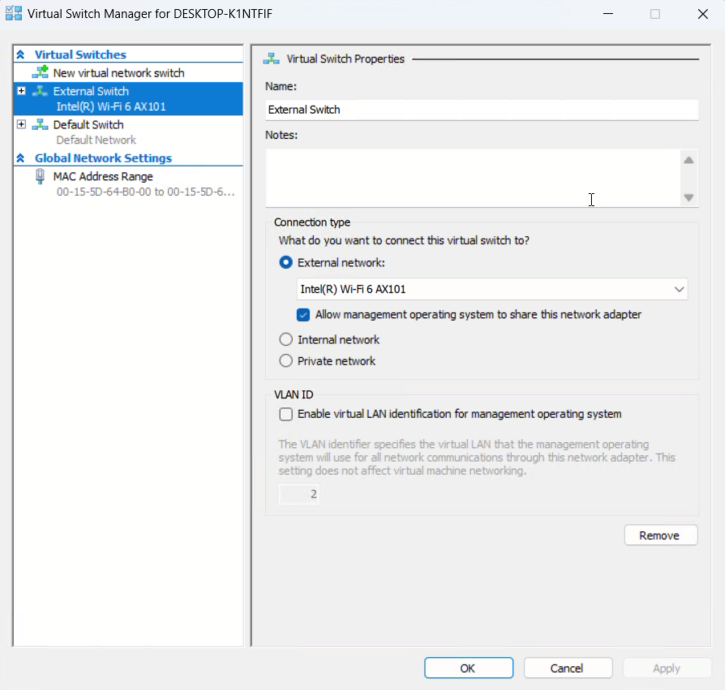 Virtual Switch Manager for DESKTOP-K1NTFIF
Virtual Switches
New virtual network switch
External Switch
Intel(R) Wi-Fi 6 AX101
Default Switch
Default Network
Global Network Settings
MAC Address Range
00-15-5D-64-B0-00 to 00-15-5D-6...
Virtual Switch Properties
Name:
External Switch
Notes:
Connection type
What do you want to connect this virtual switch to?
External network:
Intel(R) Wi-Fi 6 AX101
Allow management operating system to share this network adapter
Internal network
Private network
VLAN ID
Enable virtual LAN identification for management operating system
The VLAN identifier specifies the virtual LAN that the management operating
system will use for all network communications through this network adapter. This
setting does not affect virtual machine networking.
2
Remove
OK
Cancel
Apply